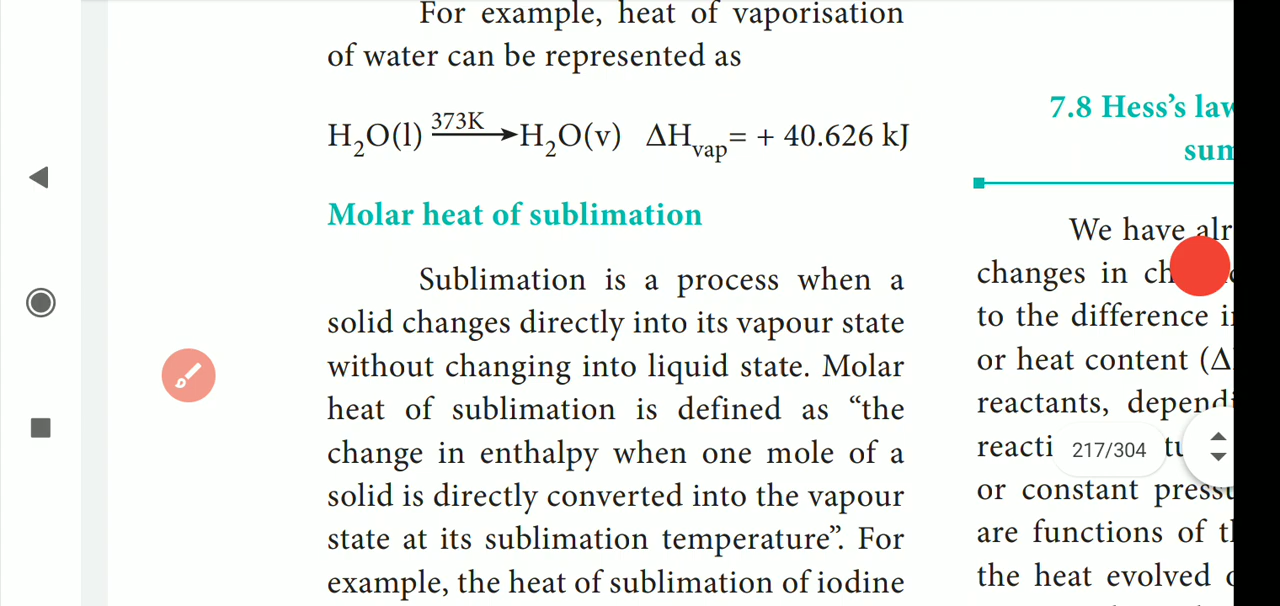 For example, heat of vaporisation
of water can be represented as
H₂O(l) 373K→ H₂O(v) ΔHvap = + 40.626 kJ
Molar heat of sublimation
Sublimation is a process when a
solid changes directly into its vapour state
without changing into liquid state. Molar
heat of sublimation is defined as “the
change in enthalpy when one mole of a
solid is directly converted into the vapour
state at its sublimation temperature”. For
example, the heat of sublimation of iodine
7.8 Hess’s
We have
changes in
to the difference
or heat content (Δ
reactants,
217/304
or constant
are functions of
the heat evolved